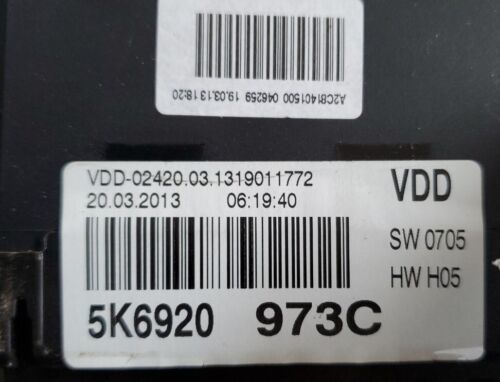 A2C81401500 046259 19.03.13 18:20
VDD-02420.03.1319011772
20.03.2013 06:19:40
VDD
SW 0705
HW H05
5K6920 973C